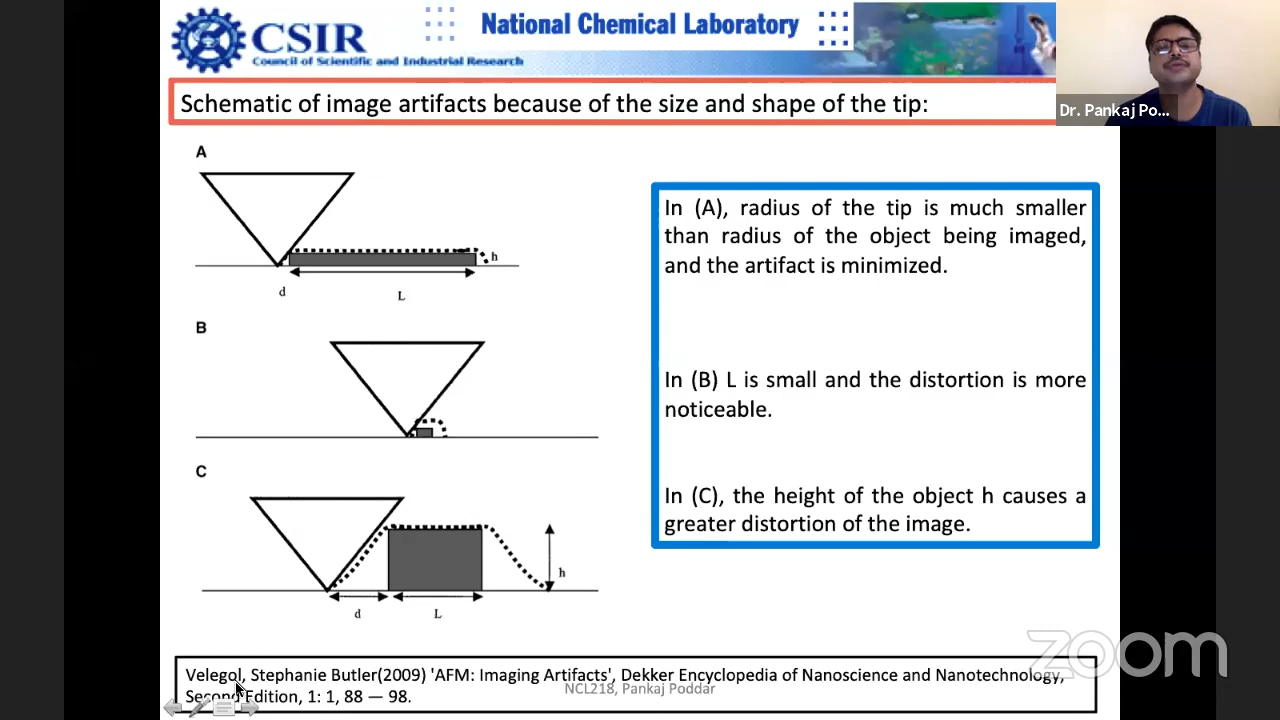 CSIR
Council of Scientific and Industrial Research
National Chemical Laboratory
Dr. Pankaj Po...
Schematic of image artifacts because of the size and shape of the tip:
A
h
d
L
B
C
h
d
L
In (A), radius of the tip is much smaller
than radius of the object being imaged,
and the artifact is minimized.
In (B) L is small and the distortion is more
noticeable.
In (C), the height of the object h causes a
greater distortion of the image.
zoom
Velegol, Stephanie Butler(2009) 'AFM: Imaging Artifacts', Dekker Encyclopedia of Nanoscience and Nanotechnology,
Second Edition, 1: 1, 88 — 98.
NCL218, Pankaj Poddar